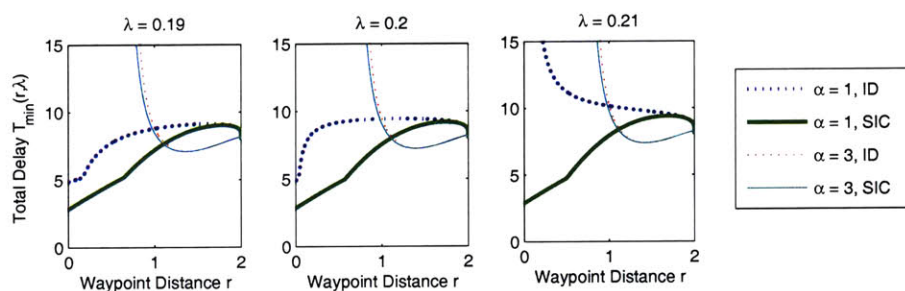 λ = 0.19
λ = 0.2
λ = 0.21
Total Delay T_min(r,λ)
15
10
5
0
0
1
2
Waypoint Distance r
15
10
5
0
0
1
2
Waypoint Distance r
15
10
5
0
0
1
2
Waypoint Distance r
α = 1, ID
α = 1, SIC
α = 3, ID
α = 3, SIC